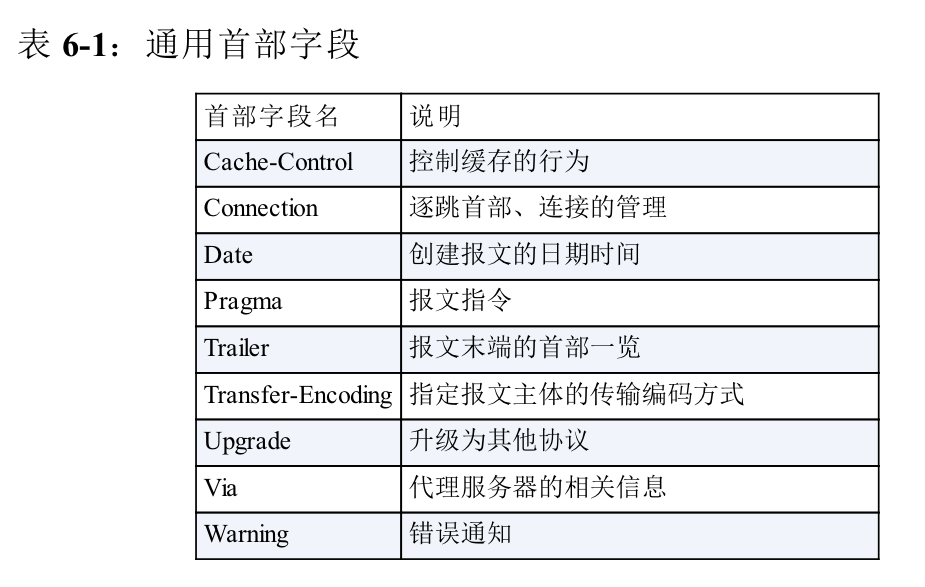 表 6-1：通用首部字段
首部字段名 说明
Cache-Control 控制缓存的行为
Connection 逐跳首部、连接的管理
Date 创建报文的日期时间
Pragma 报文指令
Trailer 报文末端的首部一览
Transfer-Encoding 指定报文主体的传输编码方式
Upgrade 升级为其他协议
Via 代理服务器的相关信息
Warning 错误通知